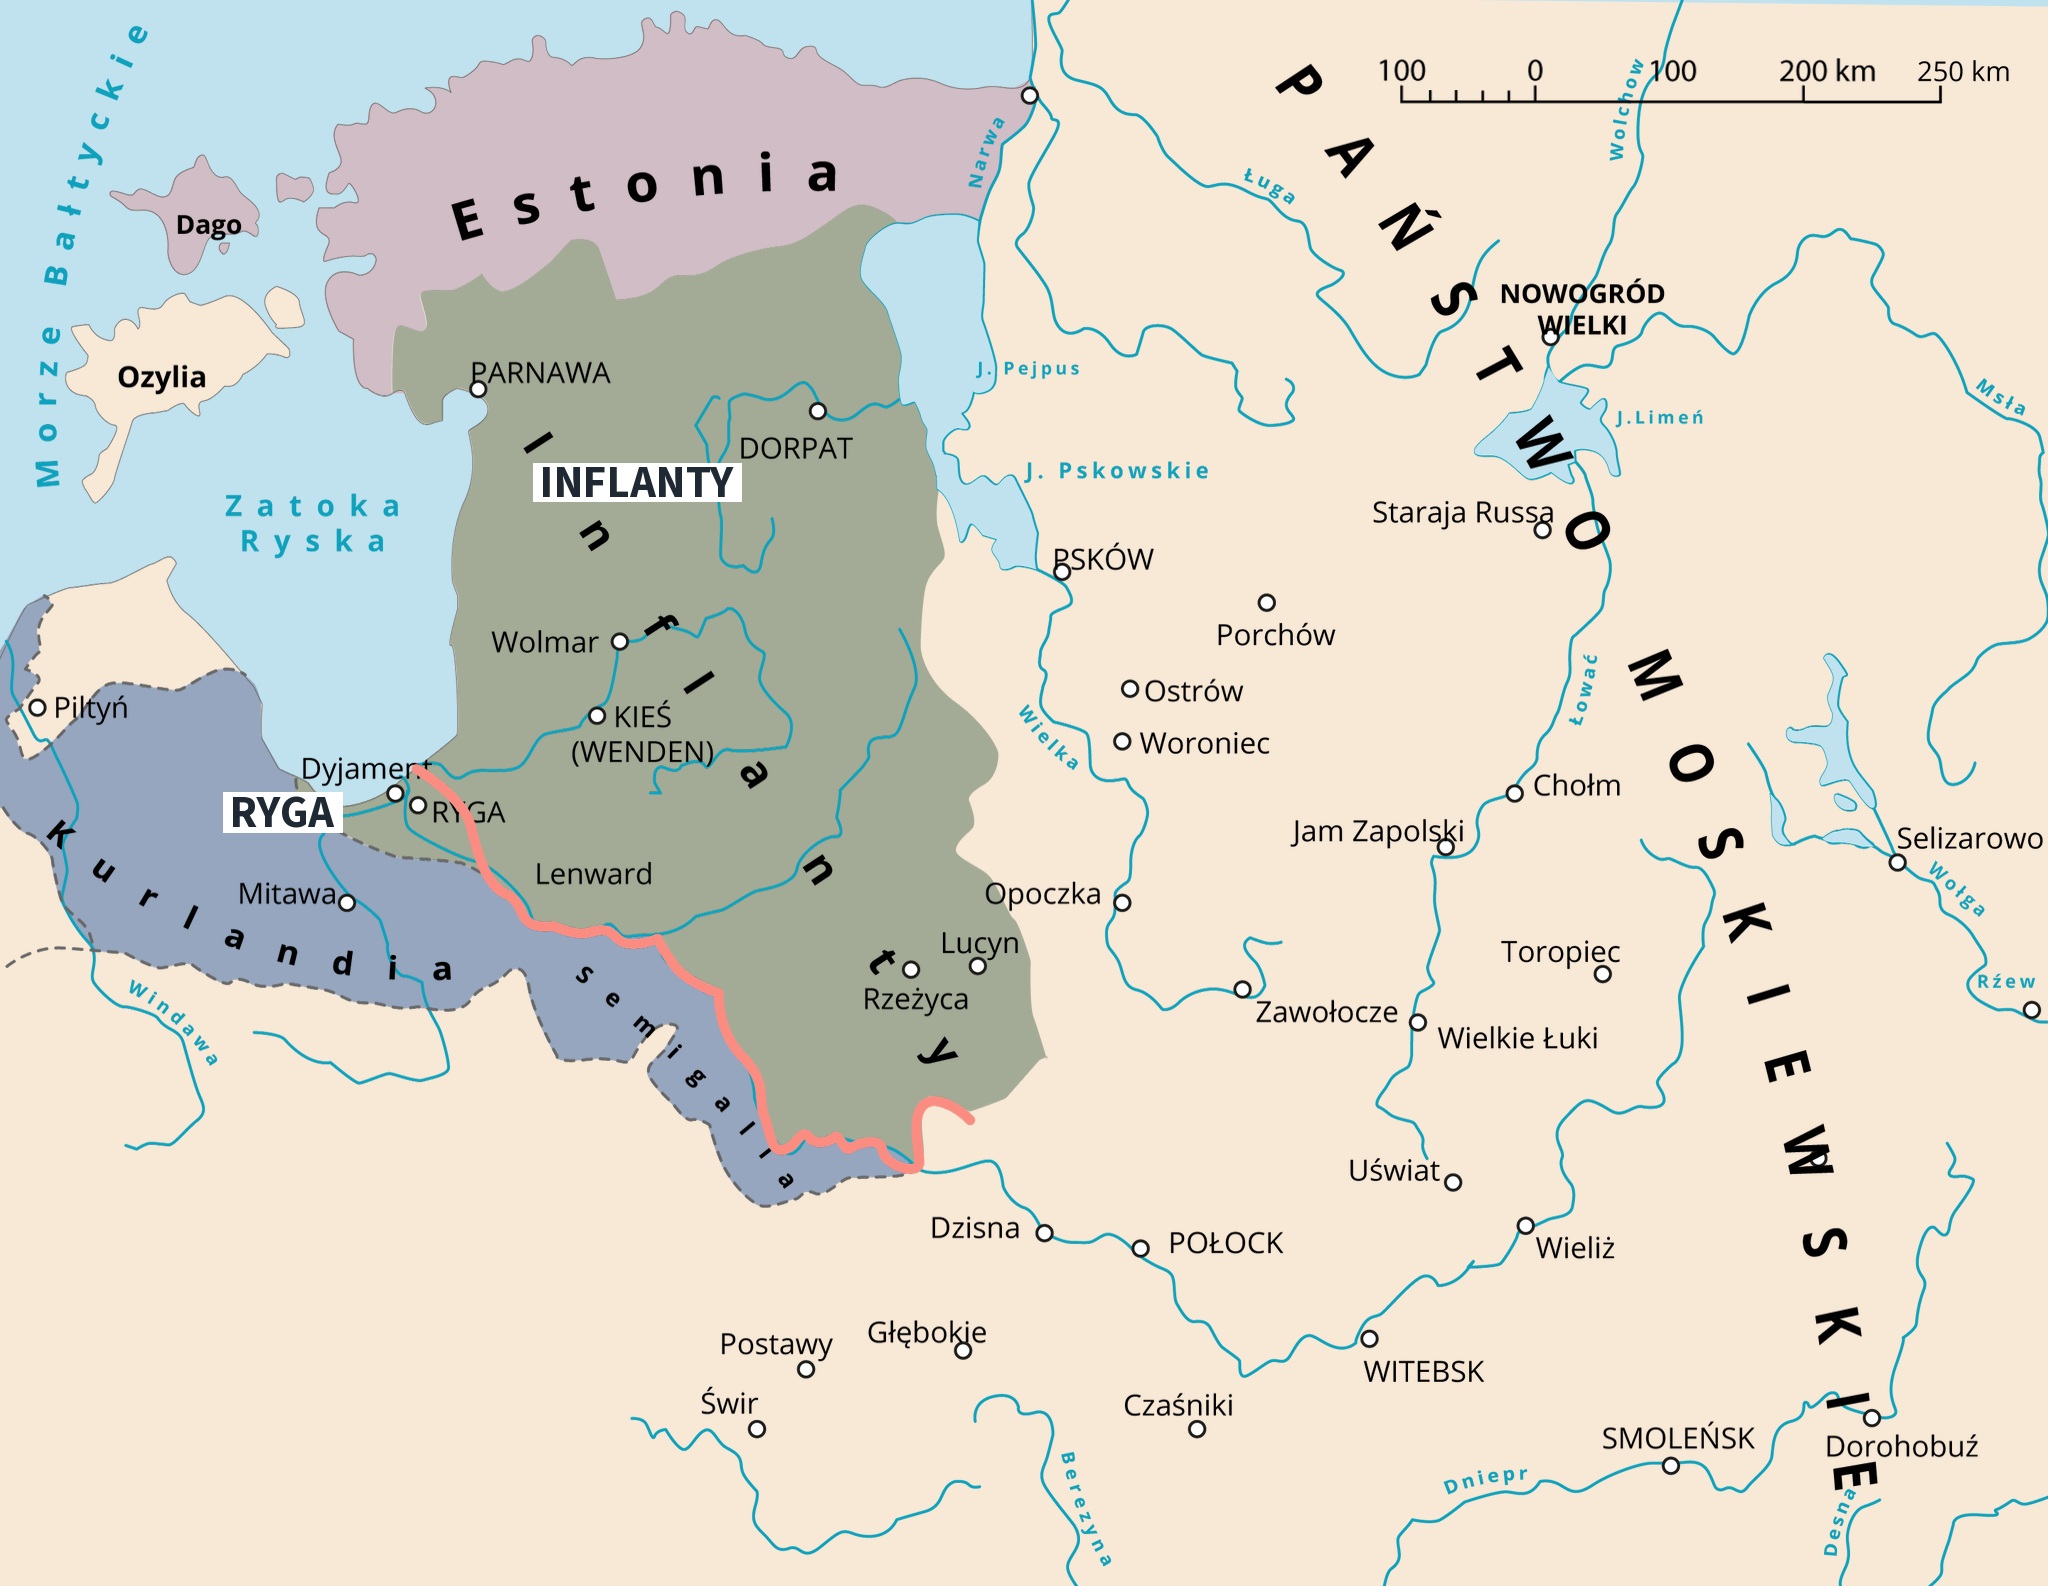 Morze Bałtyckie
100 0 100 200 km 250 km
PAŃSTWO MOSKIEWSKIE
Wolchow
Narwa
Estonia
Ługa
Dago
NOWOGRÓD
WIELKI
Ozylia
PARNAWA
J. Pejpus
Msła
J.Limeń
DORPAT
Inflanty
INFLANTY
J. Pskowskie
Zatoka
Ryska
Staraja Russa
PSKÓW
Porchów
Wolmar
Łować
Ostrów
Piltyń
KIEŚ
(WENDEN)
Wielka
Woroniec
Dyjament
Chołm
RYGA
RYGA
Jam Zapolski
Selizarowo
Kurlandia
Lenward
Mitawa
Opoczka
Wołga
Lucyn
Toropiec
Rzeżyca
Semigalia
Rźew
Windawa
Zawołocze
Wielkie Łuki
Uświat
Dzisna
POŁOCK
Wieliż
Postawy
Głębokie
WITEBSK
Świr
Czaśniki
SMOLEŃSK
Dorohobuź
Berezyna
Dniepr
Desna